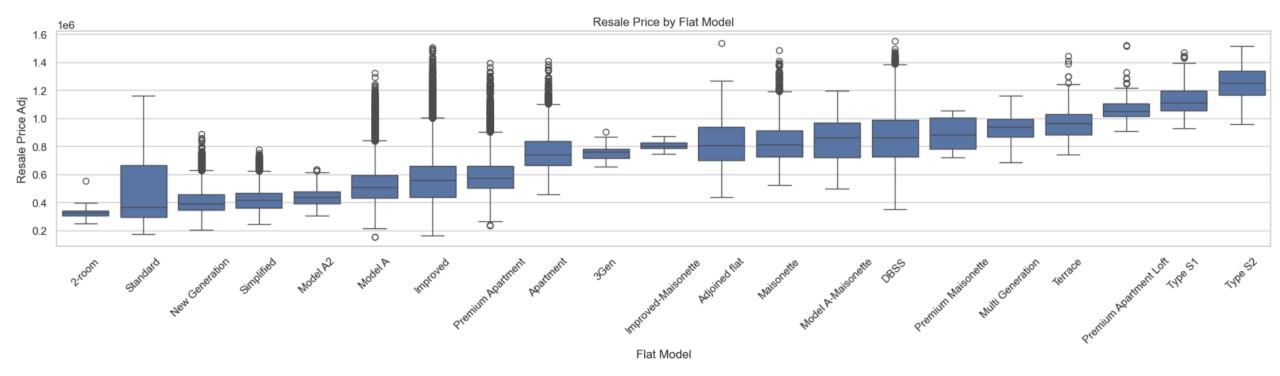 Resale Price by Flat Model
1e6
1.6
1.4
1.2
1.0
0.8
0.6
0.4
0.2
Resale Price Adj
2-room
Standard
New Generation
Simplified
Model A2
Model A
Improved
Premium Apartment
Apartment
3Gen
Improved-Maisonette
Adjoined flat
Maisonette
Model A-Maisonette
DBSS
Premium Maisonette
Multi Generation
Terrace
Premium Apartment Loft
Type S1
Type S2
Flat Model